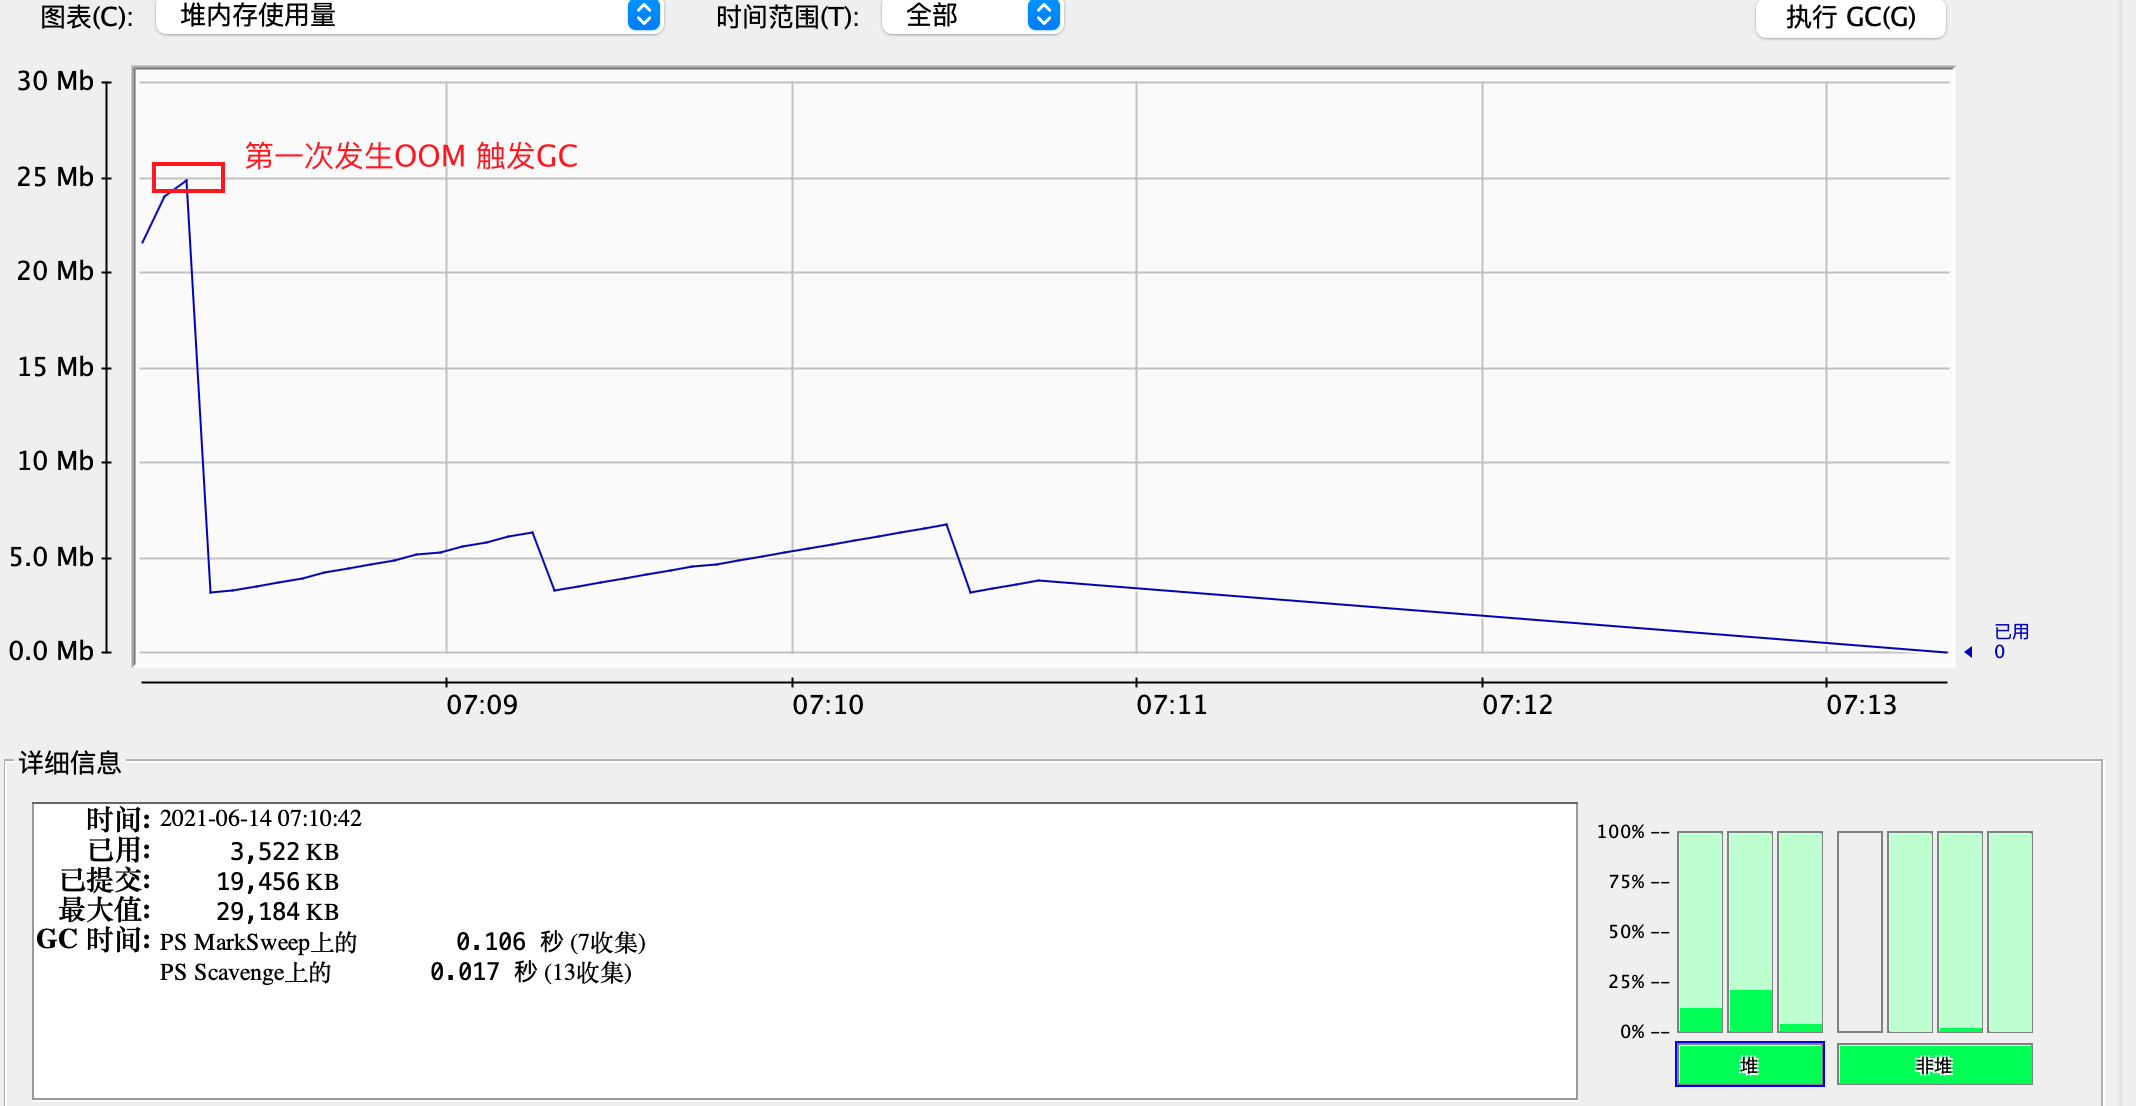 图表(C): 堆内存使用量 时间范围(T): 全部 执行 GC(G)
30 Mb
第一次发生OOM 触发GC
25 Mb
20 Mb
15 Mb
10 Mb
5.0 Mb
已用
0.0 Mb
0
07:09 07:10 07:11 07:12 07:13
详细信息
时间: 2021-06-14 07:10:42
已用: 3,522 KB
已提交: 19,456 KB
最大值: 29,184 KB
GC 时间: PS MarkSweep上的 0.106 秒 (7收集)
PS Scavenge上的 0.017 秒 (13收集)
100% --
75% --
50% --
25% --
0% --
堆 非堆